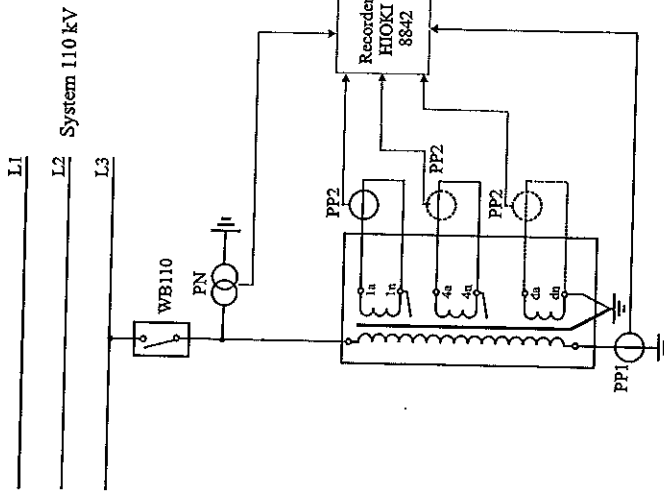 L1
L2 System 110 kV
L3
WB110
PN
Recorder
HIOKI
8842
PP2
1a
1n
PP2
4a
4n
PP2
da
dn
PP1